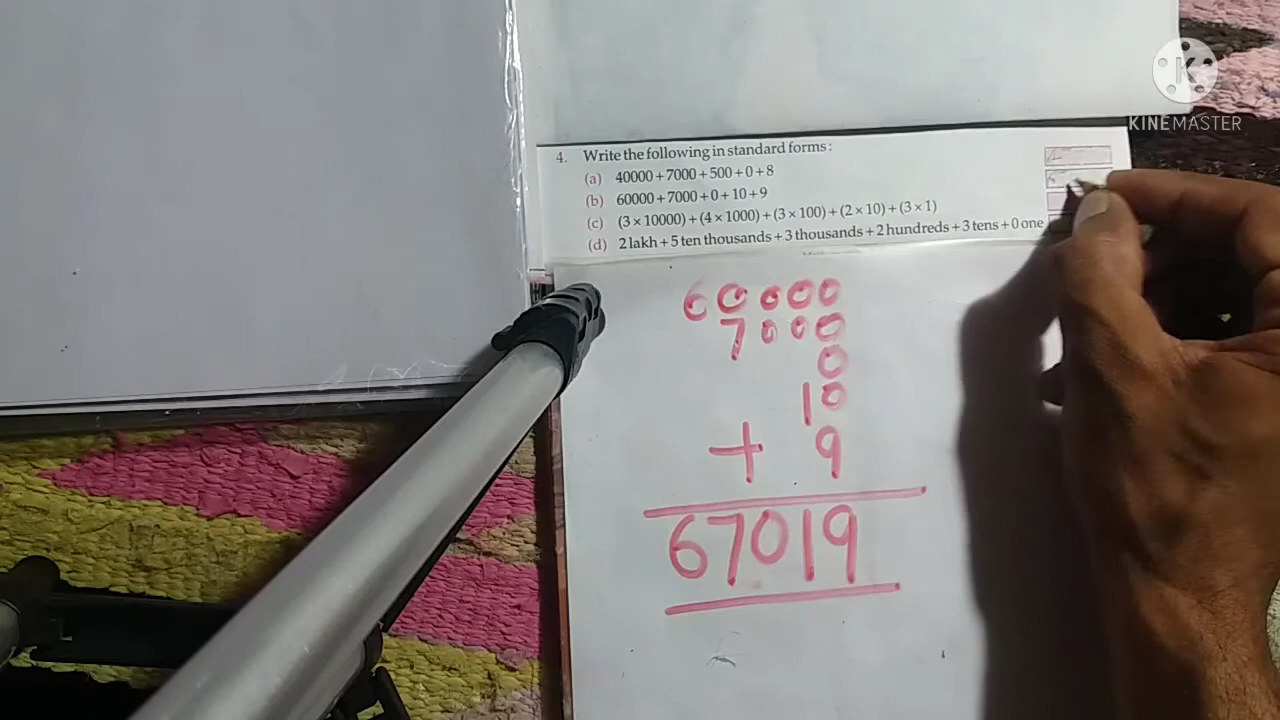 K
KINEMASTER
4. Write the following in standard forms :
(a) 40000 + 7000 + 500 + 0 + 8
(b) 60000 + 7000 + 0 + 10 + 9
(c) (3 × 10000) + (4 × 1000) + (3 × 100) + (2 × 10) + (3 × 1)
(d) 2 lakh + 5 ten thousands + 3 thousands + 2 hundreds + 3 tens + 0 one
60000
7000
0
10
+ 9
67019